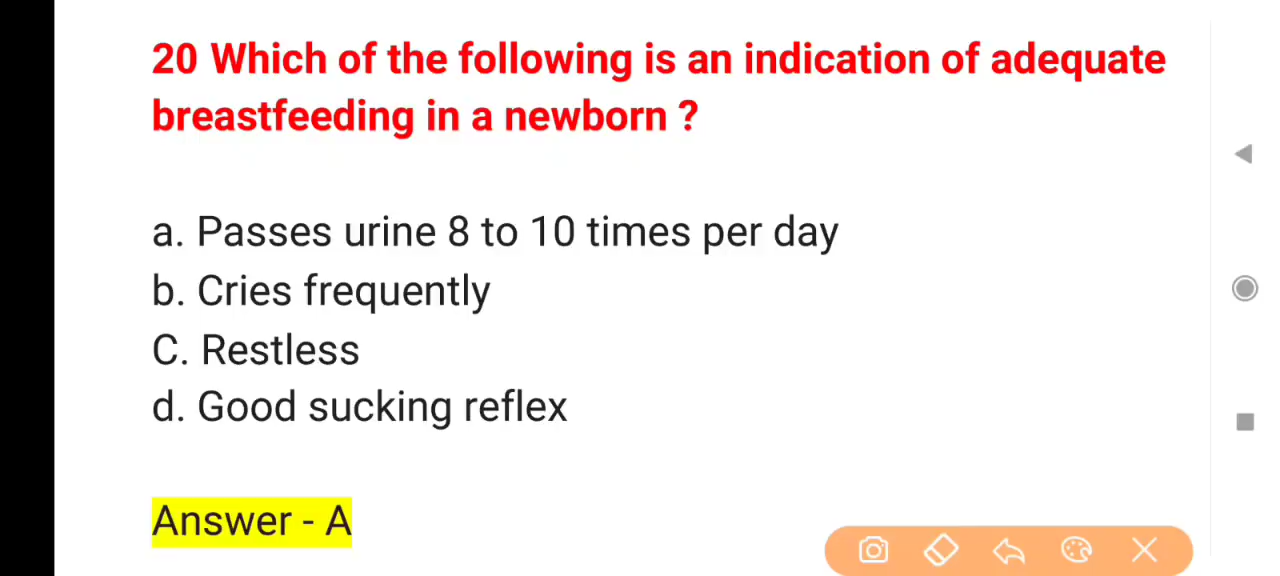 20 Which of the following is an indication of adequate
breastfeeding in a newborn ?
a. Passes urine 8 to 10 times per day
b. Cries frequently
C. Restless
d. Good sucking reflex
Answer - A